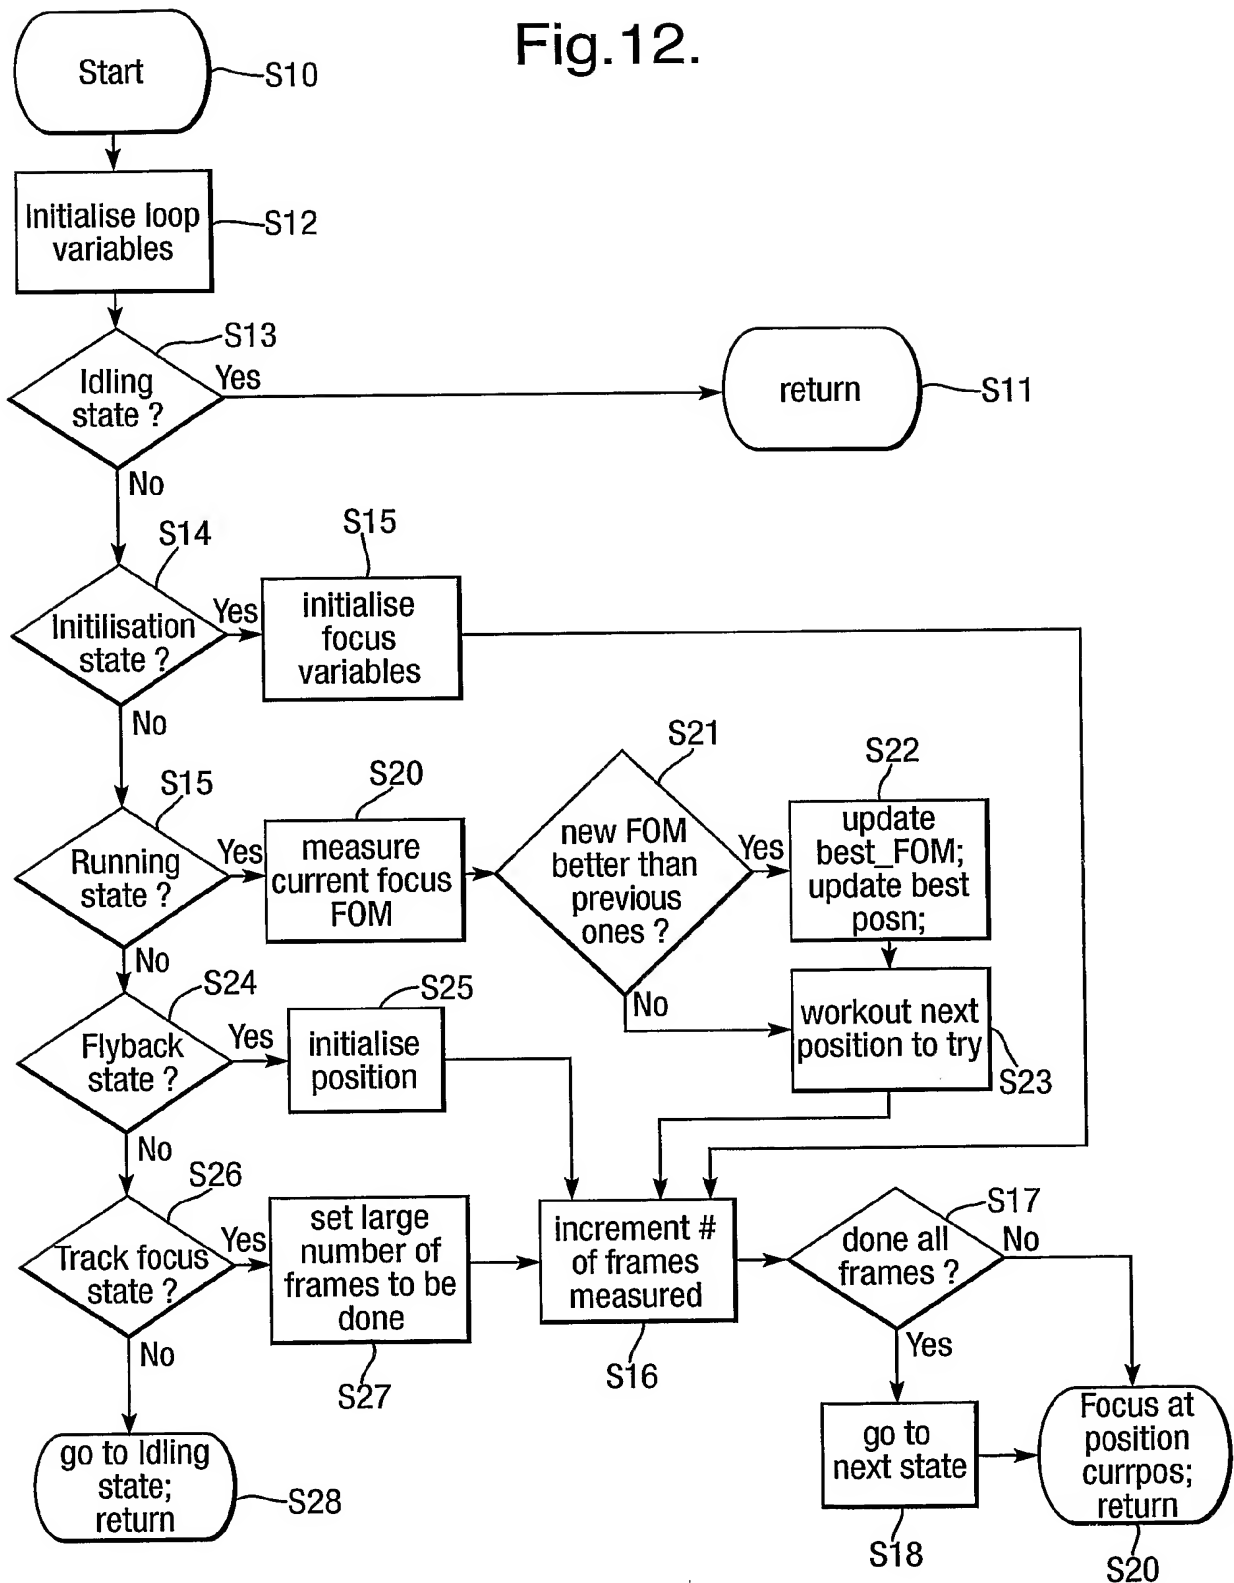 Fig.12.
Start
S10
Initialise loop
variables
S12
S13
Idling
state ?
Yes
return
S11
No
S14
Initilisation
state ?
Yes
S15
initialise
focus
variables
No
S15
Running
state ?
Yes
S20
measure
current focus
FOM
S21
new FOM
better than
previous
ones ?
Yes
S22
update
best_FOM;
update best
posn;
No
workout next
position to try
S23
No
S24
Flyback
state ?
Yes
S25
initialise
position
No
S26
Track focus
state ?
Yes
set large
number of
frames to be
done
S27
increment #
of frames
measured
S16
S17
done all
frames ?
No
Yes
go to
next state
S18
Focus at
position
currpos;
return
S20
No
go to Idling
state;
return
S28